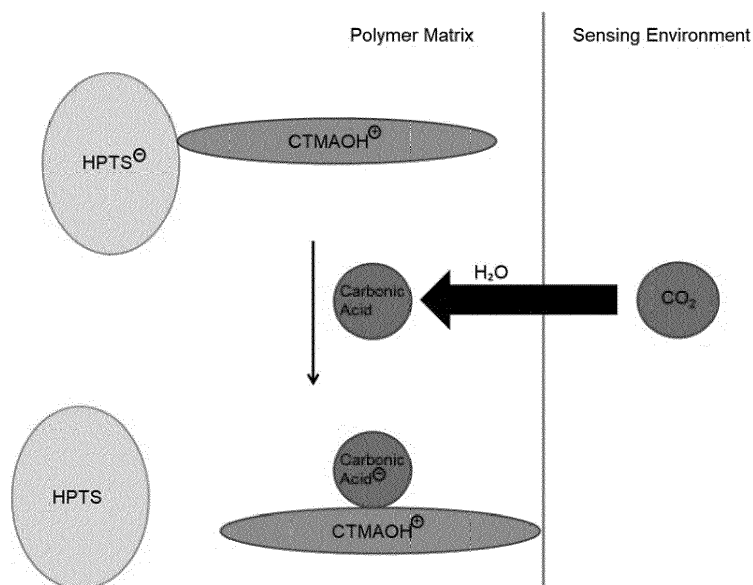 Polymer Matrix
Sensing Environment
HPTS⊖
CTMAOH⊕
H₂O
Carbonic
Acid
CO₂
Carbonic
Acid⊖
HPTS
CTMAOH⊕